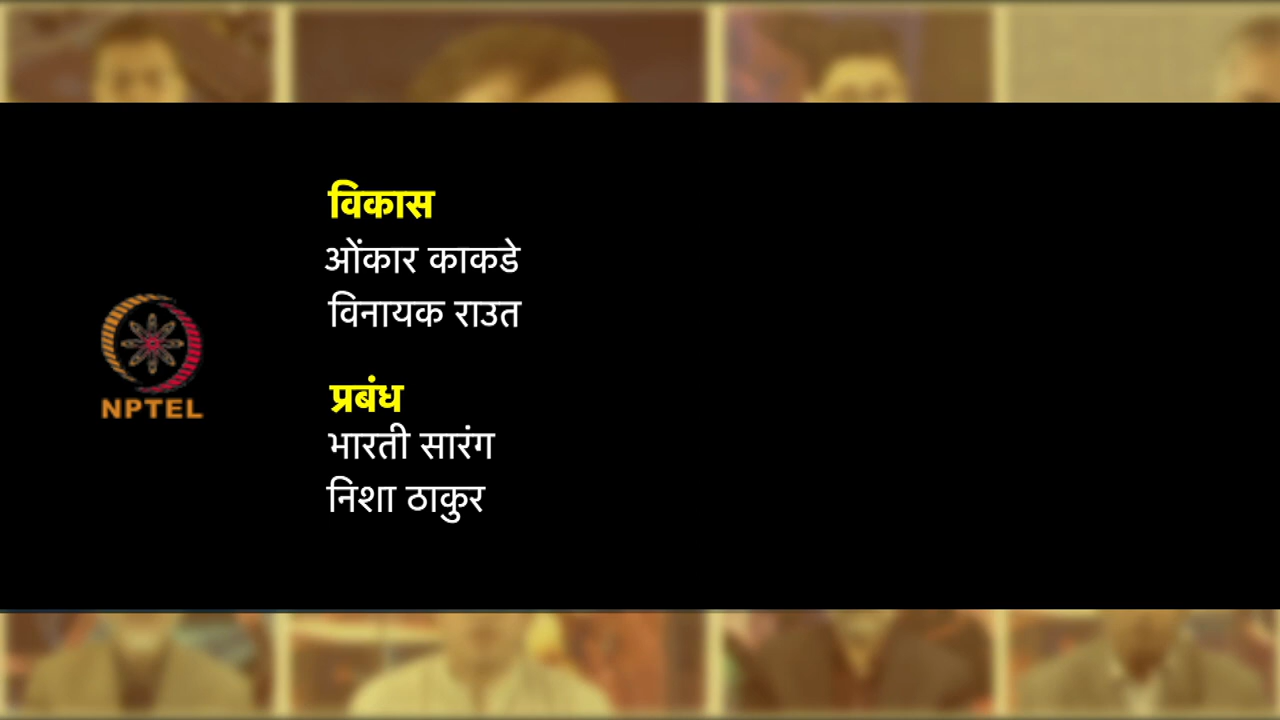 विकास
ओंकार काकडे
विनायक राउत
NPTEL
प्रबंध
भारती सारंग
निशा ठाकुर